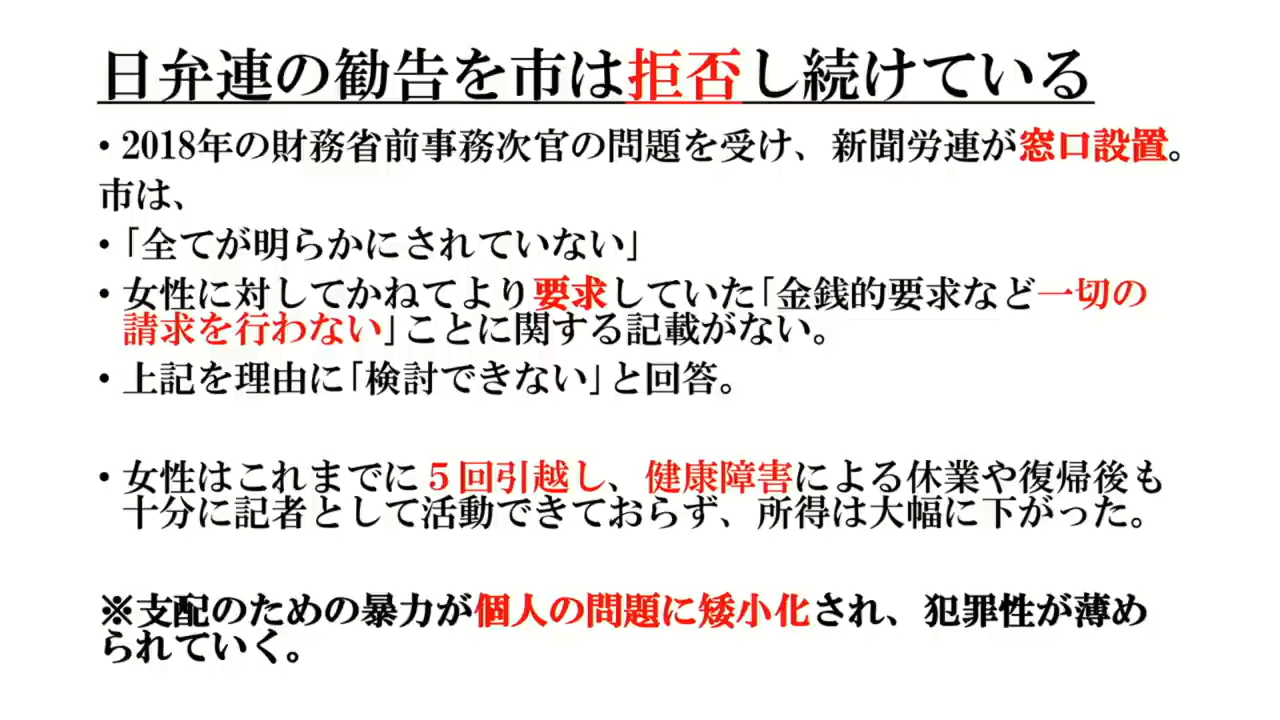 日弁連の勧告を市は拒否し続けている
・2018年の財務省前事務次官の問題を受け、新聞労連が窓口設置。
市は、
・「全てが明らかにされていない」
・女性に対してかねてより要求していた「金銭的要求など一切の
請求を行わない」ことに関する記載がない。
・上記を理由に「検討できない」と回答。
・女性はこれまでに５回引越し、健康障害による休業や復帰後も
十分に記者として活動できておらず、所得は大幅に下がった。
※支配のための暴力が個人の問題に矮小化され、犯罪性が薄め
られていく。